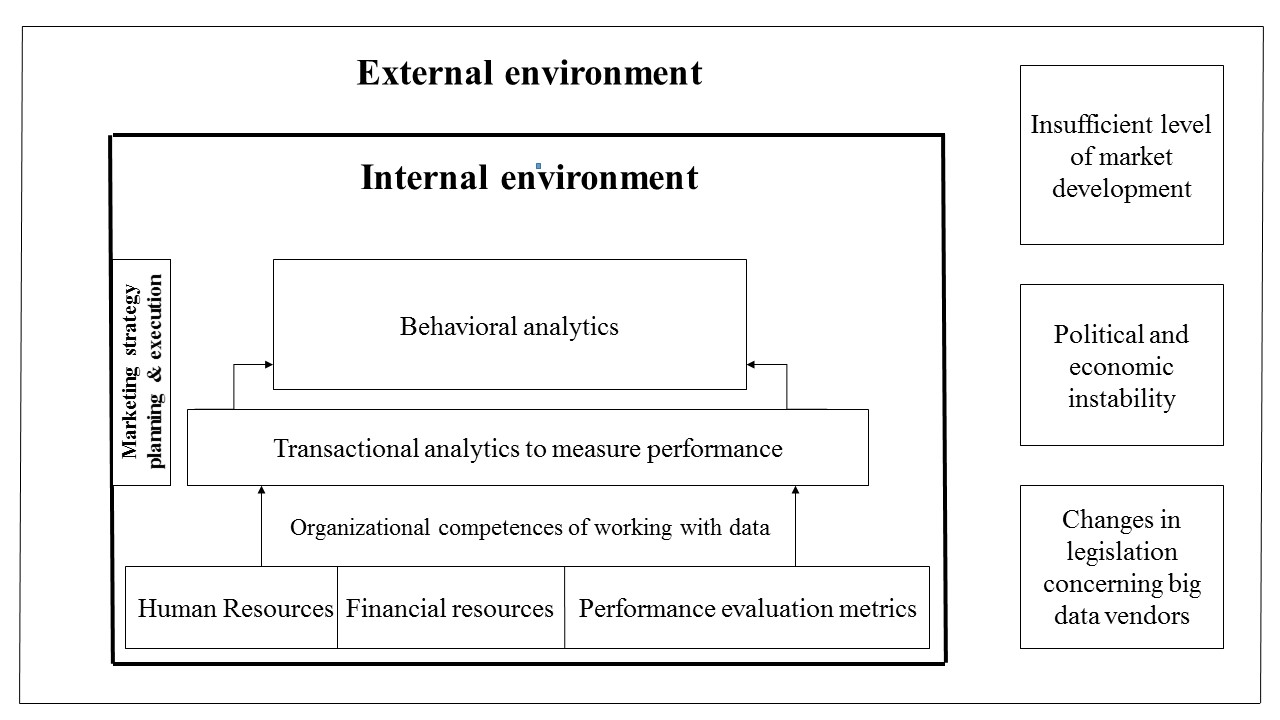 External environment
Internal environment
Marketing strategy
planning & execution
Behavioral analytics
Transactional analytics to measure performance
Organizational competences of working with data
Human Resources
Financial resources
Performance evaluation metrics
Insufficient level
of market
development
Political and
economic
instability
Changes in
legislation
concerning big
data vendors